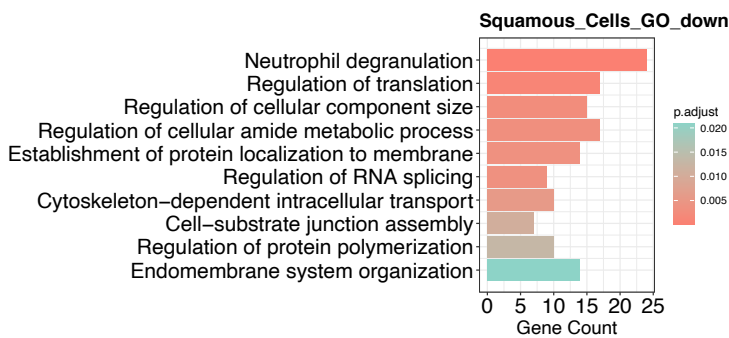 Squamous_Cells_GO_down
Neutrophil degranulation
Regulation of translation
Regulation of cellular component size
Regulation of cellular amide metabolic process
Establishment of protein localization to membrane
Regulation of RNA splicing
Cytoskeleton−dependent intracellular transport
Cell−substrate junction assembly
Regulation of protein polymerization
Endomembrane system organization
0 5 10 15 20 25
Gene Count
p.adjust
0.020
0.015
0.010
0.005